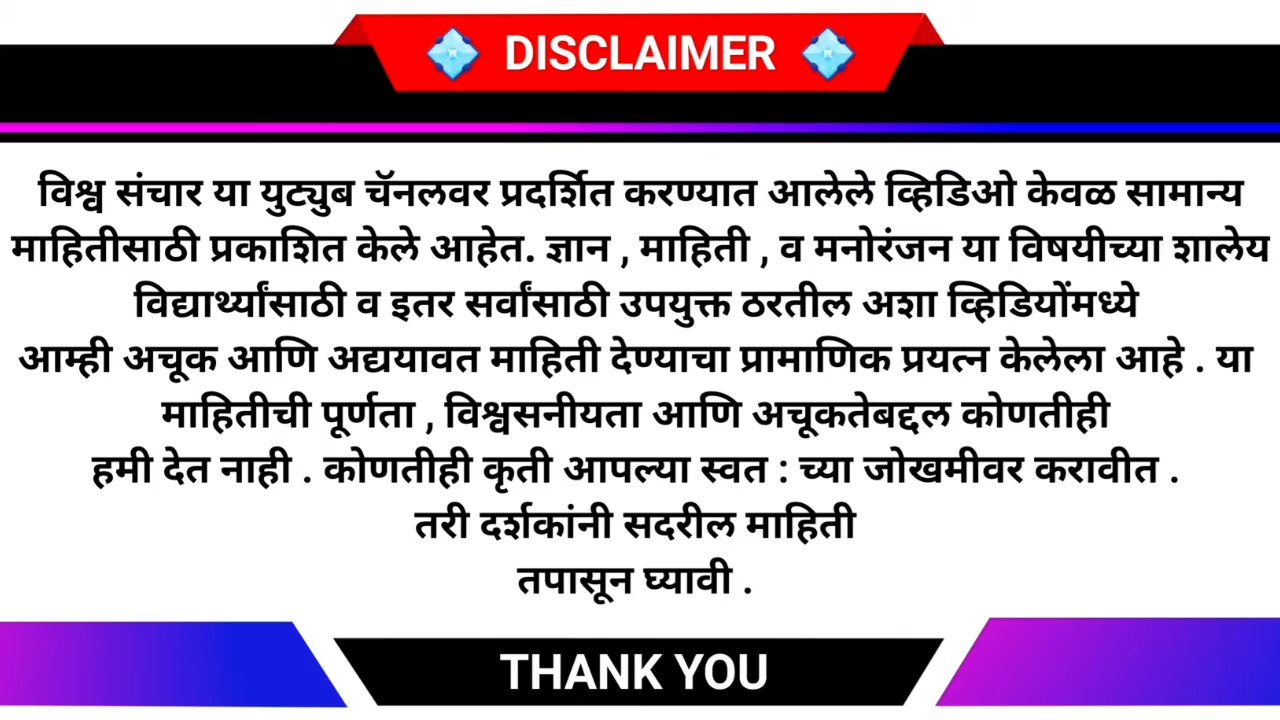 DISCLAIMER
विश्व संचार या युट्युब चॅनलवर प्रदर्शित करण्यात आलेले व्हिडिओ केवळ सामान्य
माहितीसाठी प्रकाशित केले आहेत. ज्ञान , माहिती , व मनोरंजन या विषयीच्या शालेय
विद्यार्थ्यांसाठी व इतर सर्वांसाठी उपयुक्त ठरतील अशा व्हिडियोंमध्ये
आम्ही अचूक आणि अद्ययावत माहिती देण्याचा प्रामाणिक प्रयत्न केलेला आहे . या
माहितीची पूर्णता , विश्वसनीयता आणि अचूकतेबद्दल कोणतीही
हमी देत नाही . कोणतीही कृती आपल्या स्वत : च्या जोखमीवर करावीत .
तरी दर्शकांनी सदरील माहिती
तपासून घ्यावी .
THANK YOU